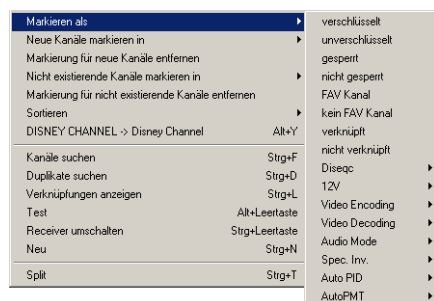 Markieren als
Neue Kanäle markieren in
Markierung für neue Kanäle entfernen
Nicht existierende Kanäle markieren in
Markierung für nicht existierende Kanäle entfernen
Sortieren
DISNEY CHANNEL -> Disney Channel Alt+Y
Kanäle suchen Strg+F
Duplikate suchen Strg+D
Verknüpfungen anzeigen Strg+L
Test Alt+Leertaste
Receiver umschalten Strg+Leertaste
Neu Strg+N
Split Strg+T
verschlüsselt
unverschlüsselt
gesperrt
nicht gesperrt
FAV Kanal
kein FAV Kanal
verknüpft
nicht verknüpft
Diseqc
12V
Video Encoding
Video Decoding
Audio Mode
Spec. Inv.
Auto PID
AutoPMT